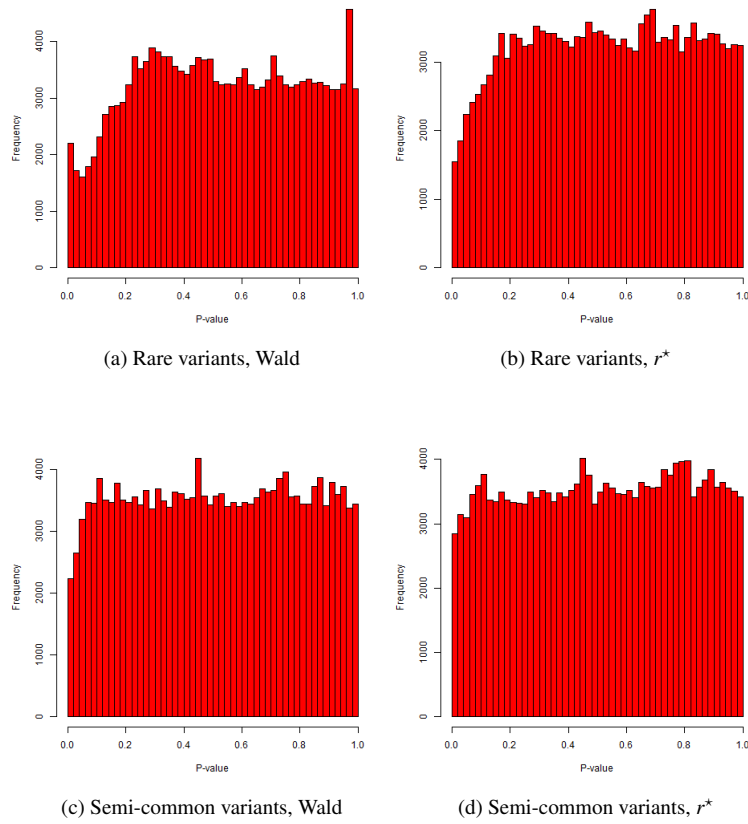 4000
3000
2000
1000
0
Frequency
0.0 0.2 0.4 0.6 0.8 1.0
P-value
(a) Rare variants, Wald
3000
2000
1000
0
Frequency
0.0 0.2 0.4 0.6 0.8 1.0
P-value
(b) Rare variants, r⋆
4000
3000
2000
1000
0
Frequency
0.0 0.2 0.4 0.6 0.8 1.0
P-value
(c) Semi-common variants, Wald
4000
3000
2000
1000
0
Frequency
0.0 0.2 0.4 0.6 0.8 1.0
P-value
(d) Semi-common variants, r⋆